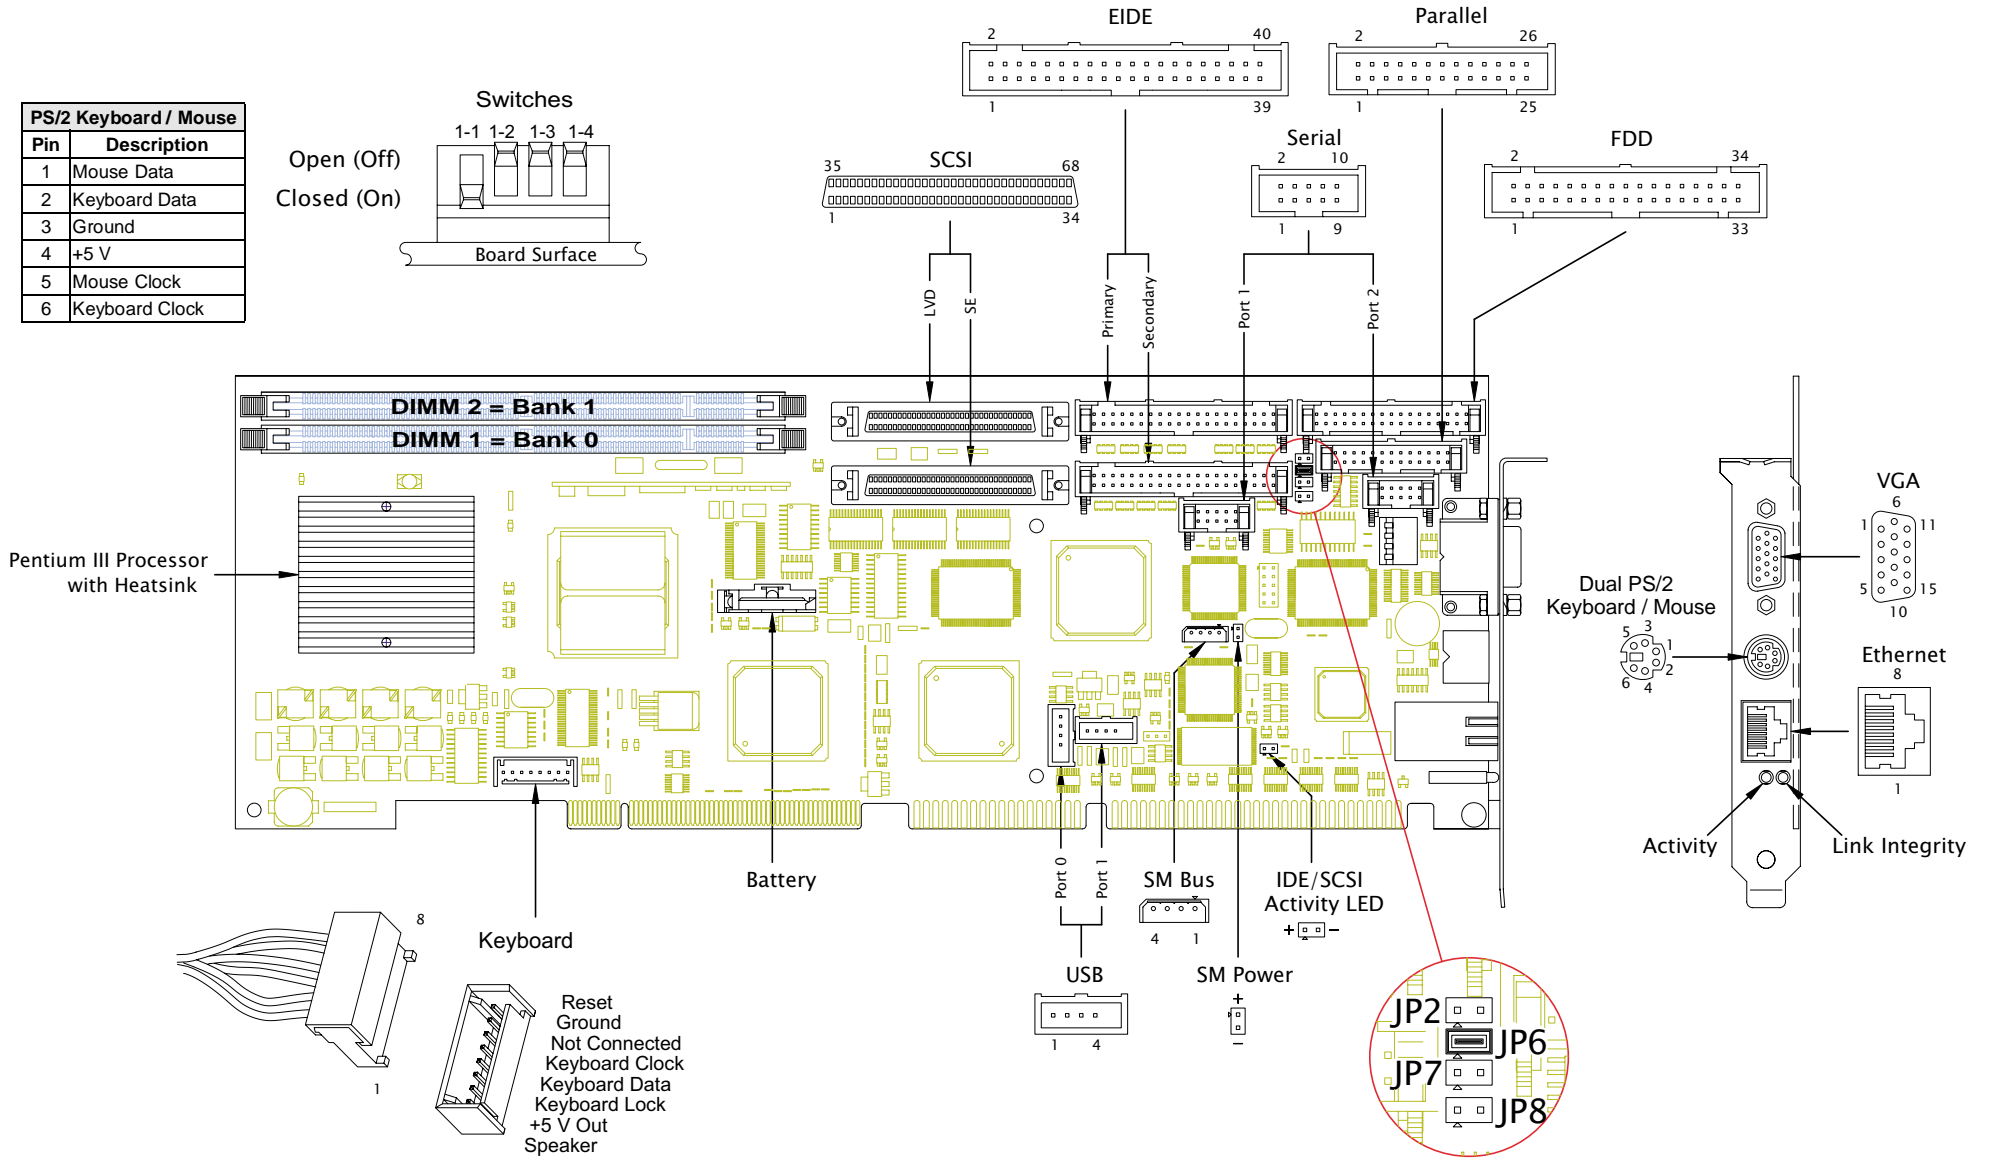 EIDE
2 40
1 39
Parallel
2 26
1 25
PS/2 Keyboard / Mouse
Pin Description
1 Mouse Data
2 Keyboard Data
3 Ground
4 +5 V
5 Mouse Clock
6 Keyboard Clock
Switches
1-1 1-2 1-3 1-4
Open (Off)
Closed (On)
Board Surface
SCSI
35 68
1 34
Serial
2 10
1 9
FDD
2 34
1 33
LVD
SE
Primary
Secondary
Port 1
Port 2
DIMM 2 = Bank 1
DIMM 1 = Bank 0
Pentium III Processor
with Heatsink
VGA
6
1 11
5 15
10
Dual PS/2
Keyboard / Mouse
5 3 1
6 4 2
Ethernet
8
1
Activity
Link Integrity
Battery
Port 0
Port 1
USB
1 4
SM Bus
4 1
IDE/SCSI
Activity LED
+ −
SM Power
+
−
Keyboard
8
1
Reset
Ground
Not Connected
Keyboard Clock
Keyboard Data
Keyboard Lock
+5 V Out
Speaker
JP2
JP6
JP7
JP8